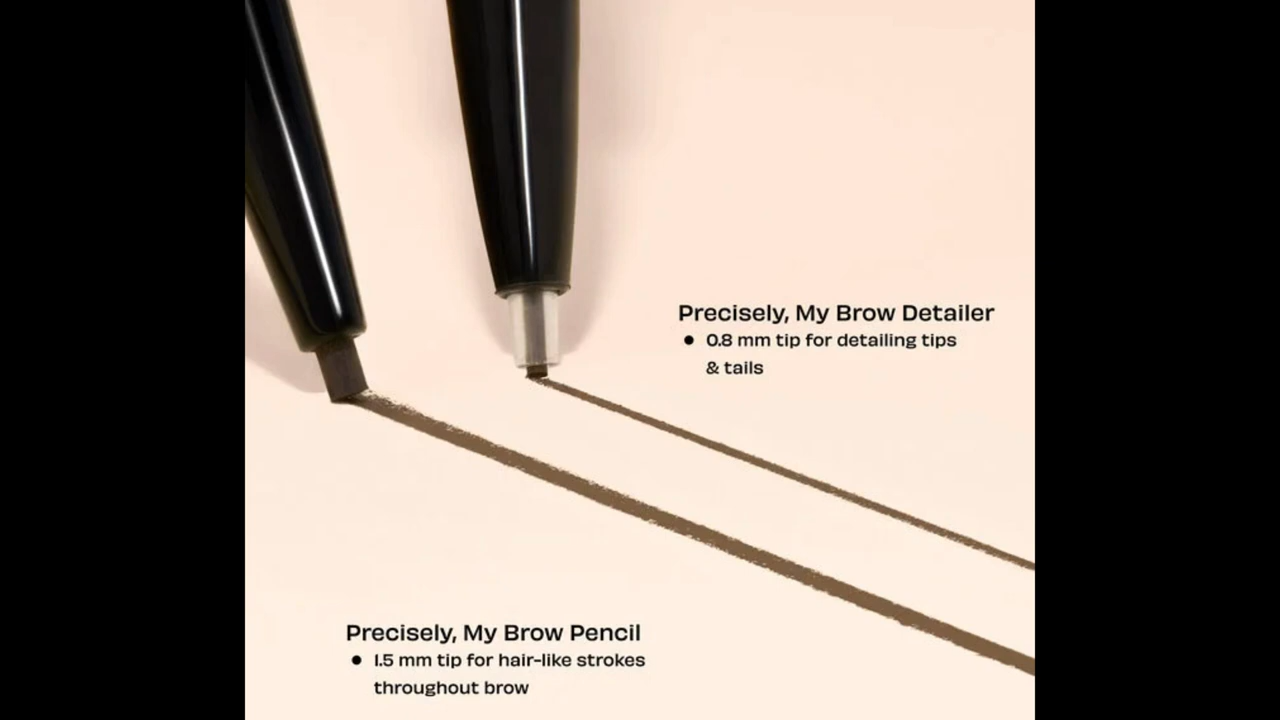 Precisely, My Brow Detailer
● 0.8 mm tip for detailing tips
& tails
Precisely, My Brow Pencil
● 1.5 mm tip for hair-like strokes
throughout brow